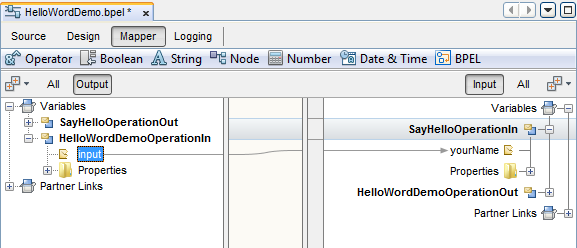 HelloWordDemo.bpel *
Source Design Mapper Logging
Operator Boolean String Node Number Date & Time BPEL
All Output Input All
Variables
SayHelloOperationOut
HelloWordDemoOperationIn
input
Properties
Partner Links
Variables
SayHelloOperationIn
yourName
Properties
HelloWordDemoOperationOut
Partner Links